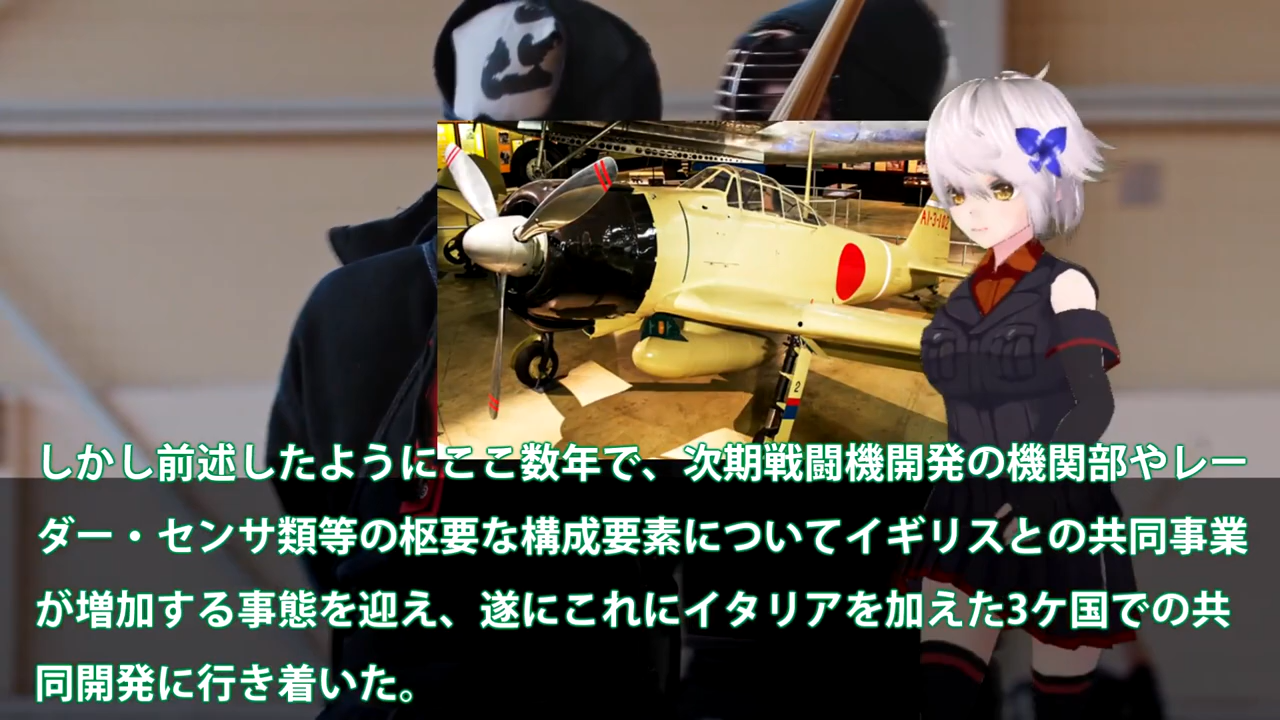 AI-3-102
2
しかし前述したようにここ数年で、次期戦闘機開発の機関部やレー
ダー・センサ類等の枢要な構成要素についてイギリスとの共同事業
が増加する事態を迎え、遂にこれにイタリアを加えた3ケ国での共
同開発に行き着いた。